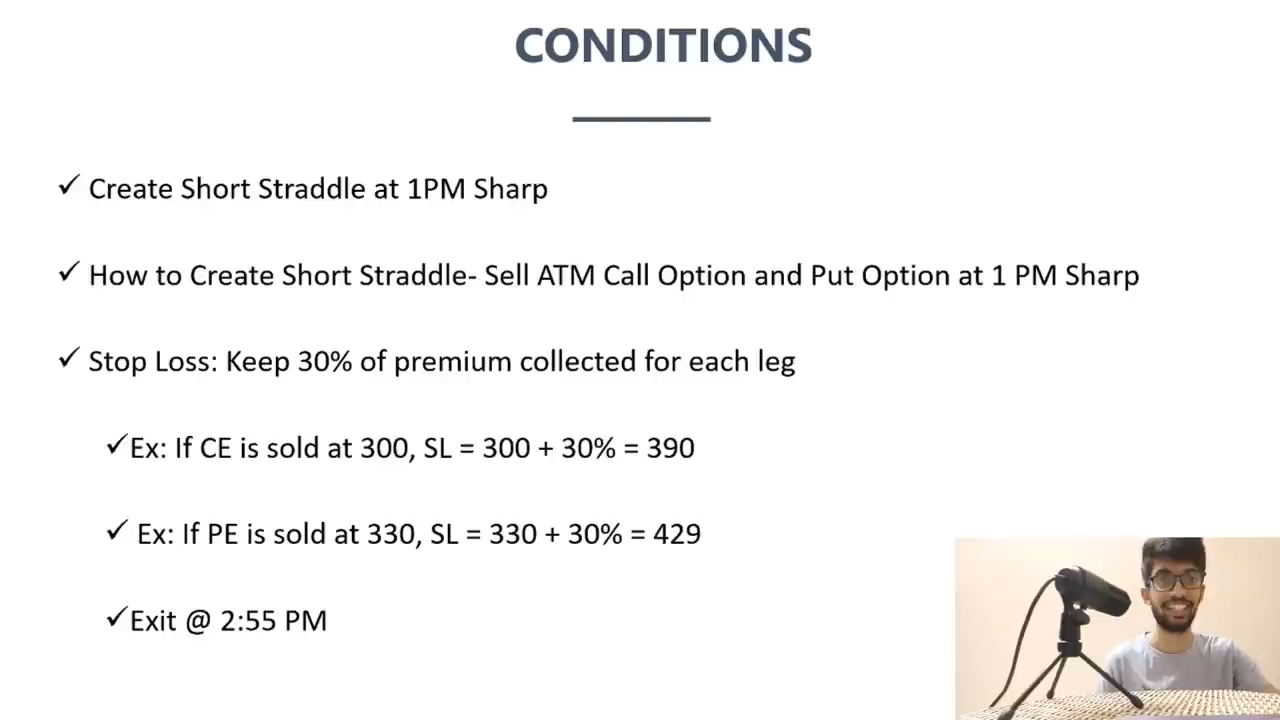 CONDITIONS
✓ Create Short Straddle at 1PM Sharp
✓ How to Create Short Straddle- Sell ATM Call Option and Put Option at 1 PM Sharp
✓ Stop Loss: Keep 30% of premium collected for each leg
✓Ex: If CE is sold at 300, SL = 300 + 30% = 390
✓ Ex: If PE is sold at 330, SL = 330 + 30% = 429
✓Exit @ 2:55 PM